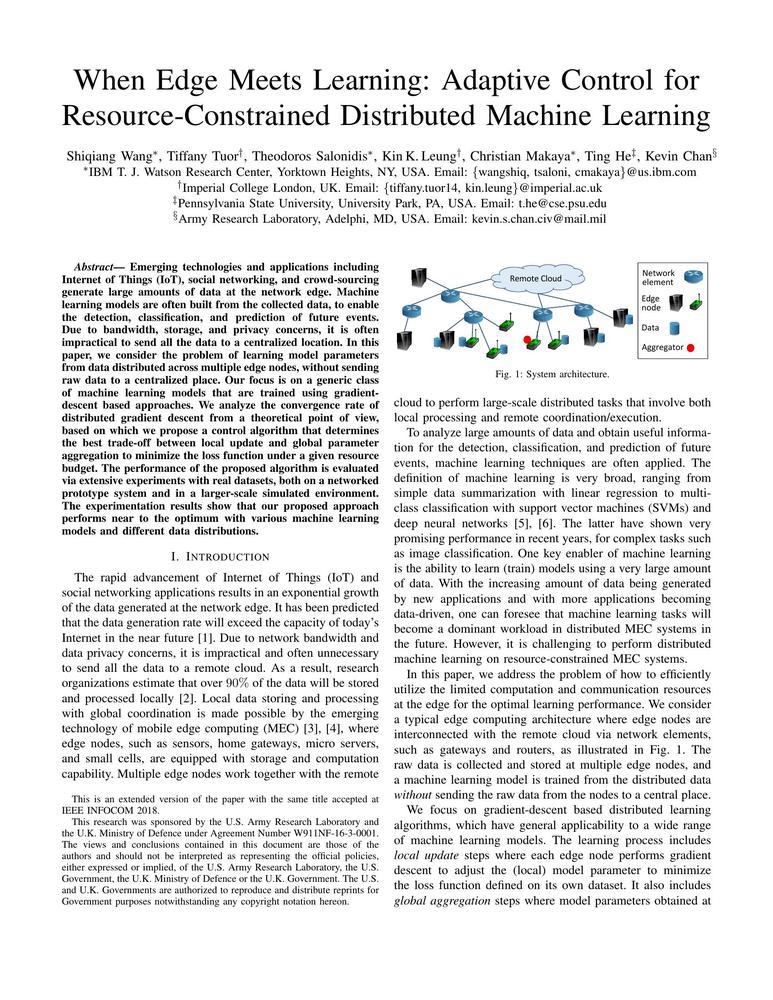 When Edge Meets Learning: Adaptive Control for
Resource-Constrained Distributed Machine Learning
Shiqiang Wang*, Tiffany Tuor†, Theodoros Salonidis*, Kin K. Leung†, Christian Makaya*, Ting He‡, Kevin Chan§
*IBM T. J. Watson Research Center, Yorktown Heights, NY, USA. Email: {wangshiq, tsaloni, cmakaya}@us.ibm.com
†Imperial College London, UK. Email: {tiffany.tuor14, kin.leung}@imperial.ac.uk
‡Pennsylvania State University, University Park, PA, USA. Email: t.he@cse.psu.edu
§Army Research Laboratory, Adelphi, MD, USA. Email: kevin.s.chan.civ@mail.mil
Abstract— Emerging technologies and applications including
Internet of Things (IoT), social networking, and crowd-sourcing
generate large amounts of data at the network edge. Machine
learning models are often built from the collected data, to enable
the detection, classification, and prediction of future events.
Due to bandwidth, storage, and privacy concerns, it is often
impractical to send all the data to a centralized location. In this
paper, we consider the problem of learning model parameters
from data distributed across multiple edge nodes, without sending
raw data to a centralized place. Our focus is on a generic class
of machine learning models that are trained using gradient-
descent based approaches. We analyze the convergence rate of
distributed gradient descent from a theoretical point of view,
based on which we propose a control algorithm that determines
the best trade-off between local update and global parameter
aggregation to minimize the loss function under a given resource
budget. The performance of the proposed algorithm is evaluated
via extensive experiments with real datasets, both on a networked
prototype system and in a larger-scale simulated environment.
The experimentation results show that our proposed approach
performs near to the optimum with various machine learning
models and different data distributions.
I. INTRODUCTION
The rapid advancement of Internet of Things (IoT) and
social networking applications results in an exponential growth
of the data generated at the network edge. It has been predicted
that the data generation rate will exceed the capacity of today's
Internet in the near future [1]. Due to network bandwidth and
data privacy concerns, it is impractical and often unnecessary
to send all the data to a remote cloud. As a result, research
organizations estimate that over 90% of the data will be stored
and processed locally [2]. Local data storing and processing
with global coordination is made possible by the emerging
technology of mobile edge computing (MEC) [3], [4], where
edge nodes, such as sensors, home gateways, micro servers,
and small cells, are equipped with storage and computation
capability. Multiple edge nodes work together with the remote
This is an extended version of the paper with the same title accepted at
IEEE INFOCOM 2018.
This research was sponsored by the U.S. Army Research Laboratory and
the U.K. Ministry of Defence under Agreement Number W911NF-16-3-0001.
The views and conclusions contained in this document are those of the
authors and should not be interpreted as representing the official policies,
either expressed or implied, of the U.S. Army Research Laboratory, the U.S.
Government, the U.K. Ministry of Defence or the U.K. Government. The U.S.
and U.K. Governments are authorized to reproduce and distribute reprints for
Government purposes notwithstanding any copyright notation hereon.
Remote Cloud
Network
element
Edge
node
Data
Aggregator
Fig. 1: System architecture.
cloud to perform large-scale distributed tasks that involve both
local processing and remote coordination/execution.
To analyze large amounts of data and obtain useful informa-
tion for the detection, classification, and prediction of future
events, machine learning techniques are often applied. The
definition of machine learning is very broad, ranging from
simple data summarization with linear regression to multi-
class classification with support vector machines (SVMs) and
deep neural networks [5], [6]. The latter have shown very
promising performance in recent years, for complex tasks such
as image classification. One key enabler of machine learning
is the ability to learn (train) models using a very large amount
of data. With the increasing amount of data being generated
by new applications and with more applications becoming
data-driven, one can foresee that machine learning tasks will
become a dominant workload in distributed MEC systems in
the future. However, it is challenging to perform distributed
machine learning on resource-constrained MEC systems.
In this paper, we address the problem of how to efficiently
utilize the limited computation and communication resources
at the edge for the optimal learning performance. We consider
a typical edge computing architecture where edge nodes are
interconnected with the remote cloud via network elements,
such as gateways and routers, as illustrated in Fig. 1. The
raw data is collected and stored at multiple edge nodes, and
a machine learning model is trained from the distributed data
without sending the raw data from the nodes to a central place.
We focus on gradient-descent based distributed learning
algorithms, which have general applicability to a wide range
of machine learning models. The learning process includes
local update steps where each edge node performs gradient
descent to adjust the (local) model parameter to minimize
the loss function defined on its own dataset. It also includes
global aggregation steps where model parameters obtained at